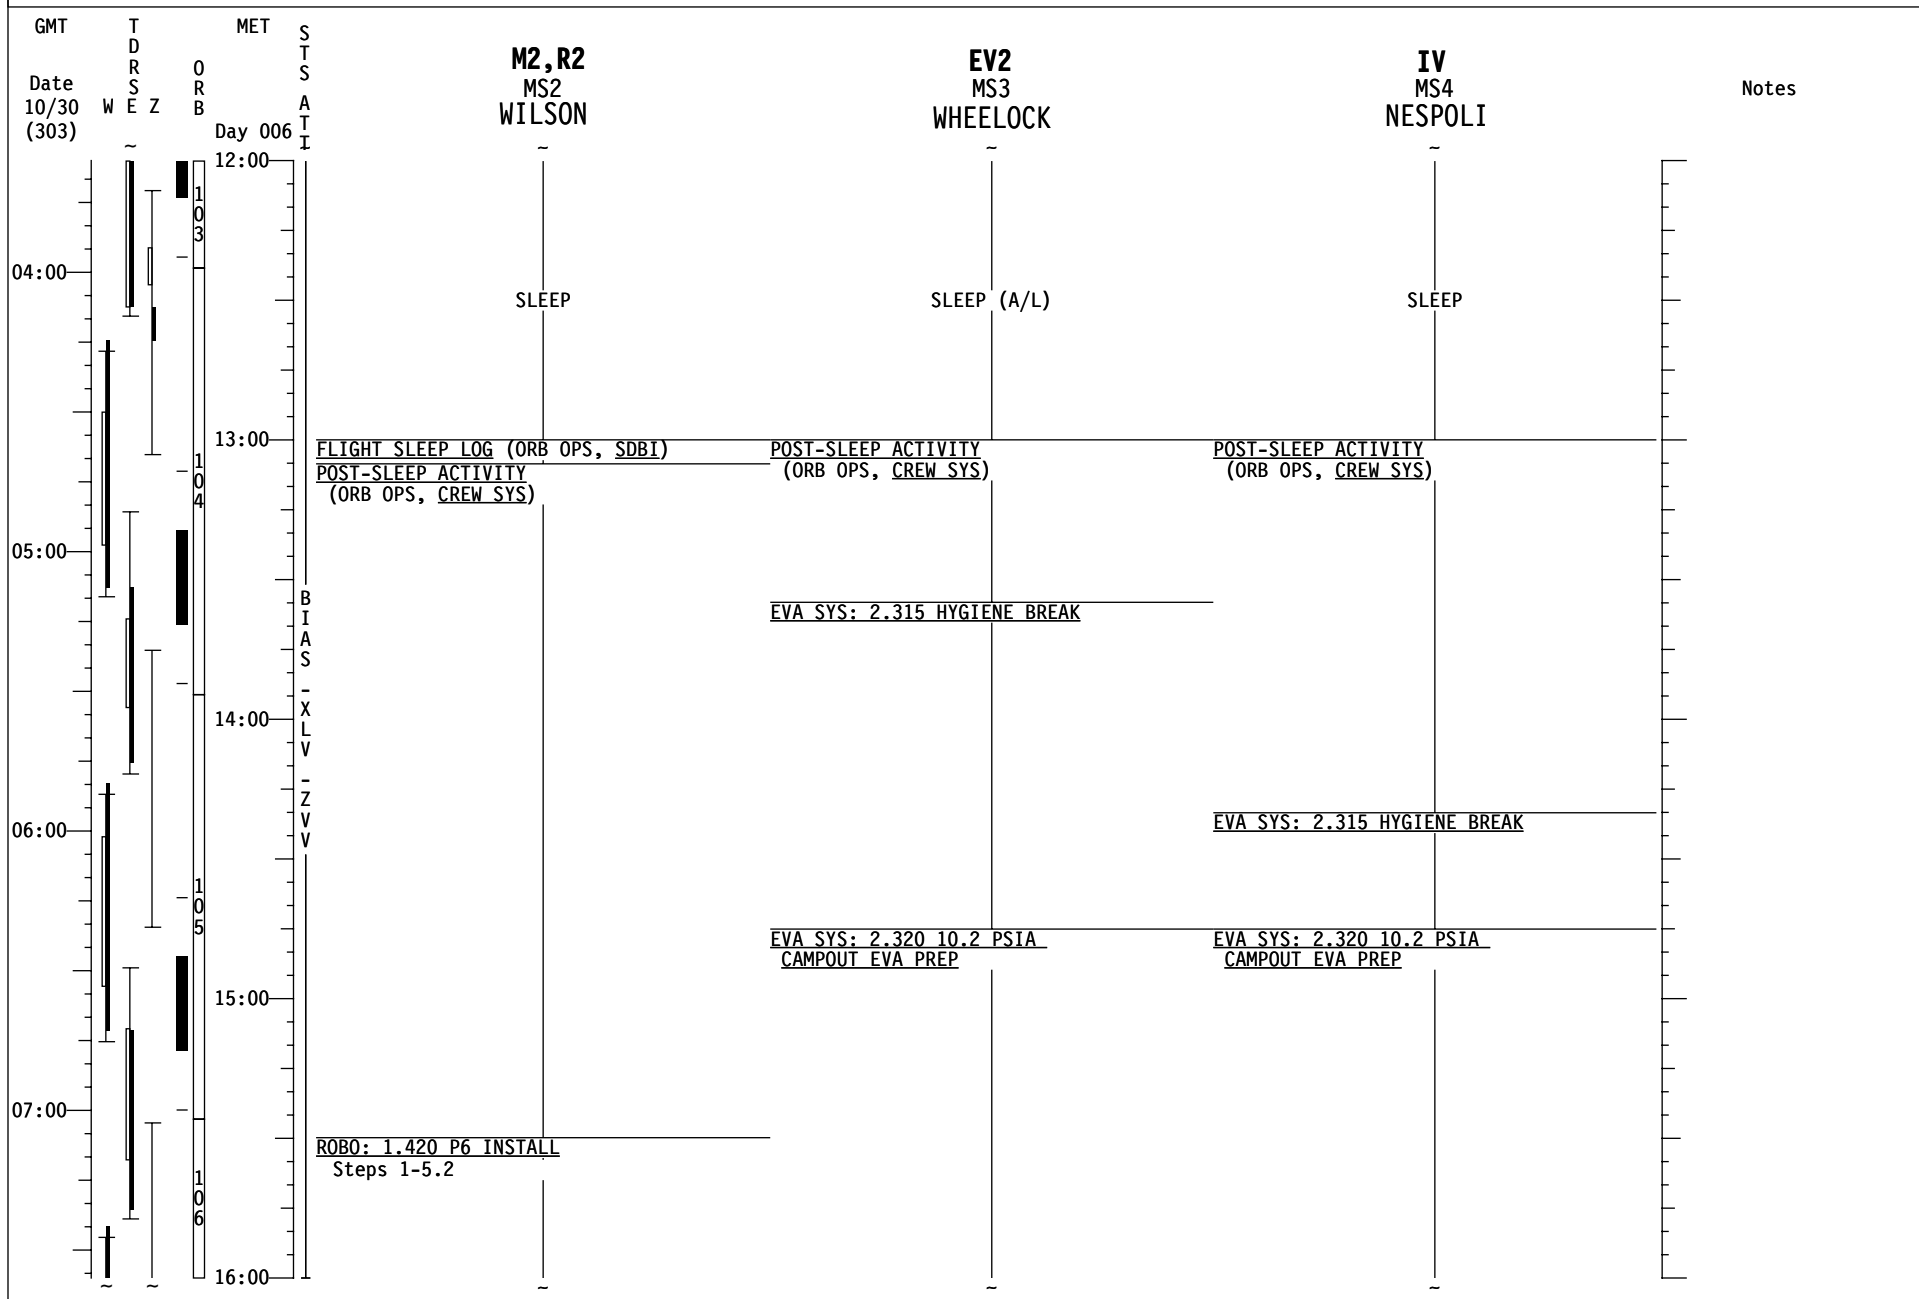 GMT
TDRS
MET
STS ATT
ORB
Date
10/30
(303)
W E Z
Day 006
M2,R2
MS2
WILSON
EV2
MS3
WHEELOCK
IV
MS4
NESPOLI
Notes
~
~ ~ ~
12:00
103
04:00
SLEEP
SLEEP (A/L)
SLEEP
13:00
FLIGHT SLEEP LOG (ORB OPS, SDBI)
POST-SLEEP ACTIVITY
(ORB OPS, CREW SYS)
POST-SLEEP ACTIVITY
(ORB OPS, CREW SYS)
POST-SLEEP ACTIVITY
(ORB OPS, CREW SYS)
104
05:00
BIAS -XLV -ZVV
EVA SYS: 2.315 HYGIENE BREAK
14:00
06:00
EVA SYS: 2.315 HYGIENE BREAK
105
EVA SYS: 2.320 10.2 PSIA
CAMPOUT EVA PREP
EVA SYS: 2.320 10.2 PSIA
CAMPOUT EVA PREP
15:00
07:00
ROBO: 1.420 P6 INSTALL
Steps 1-5.2
106
16:00
~ ~ ~ ~ ~